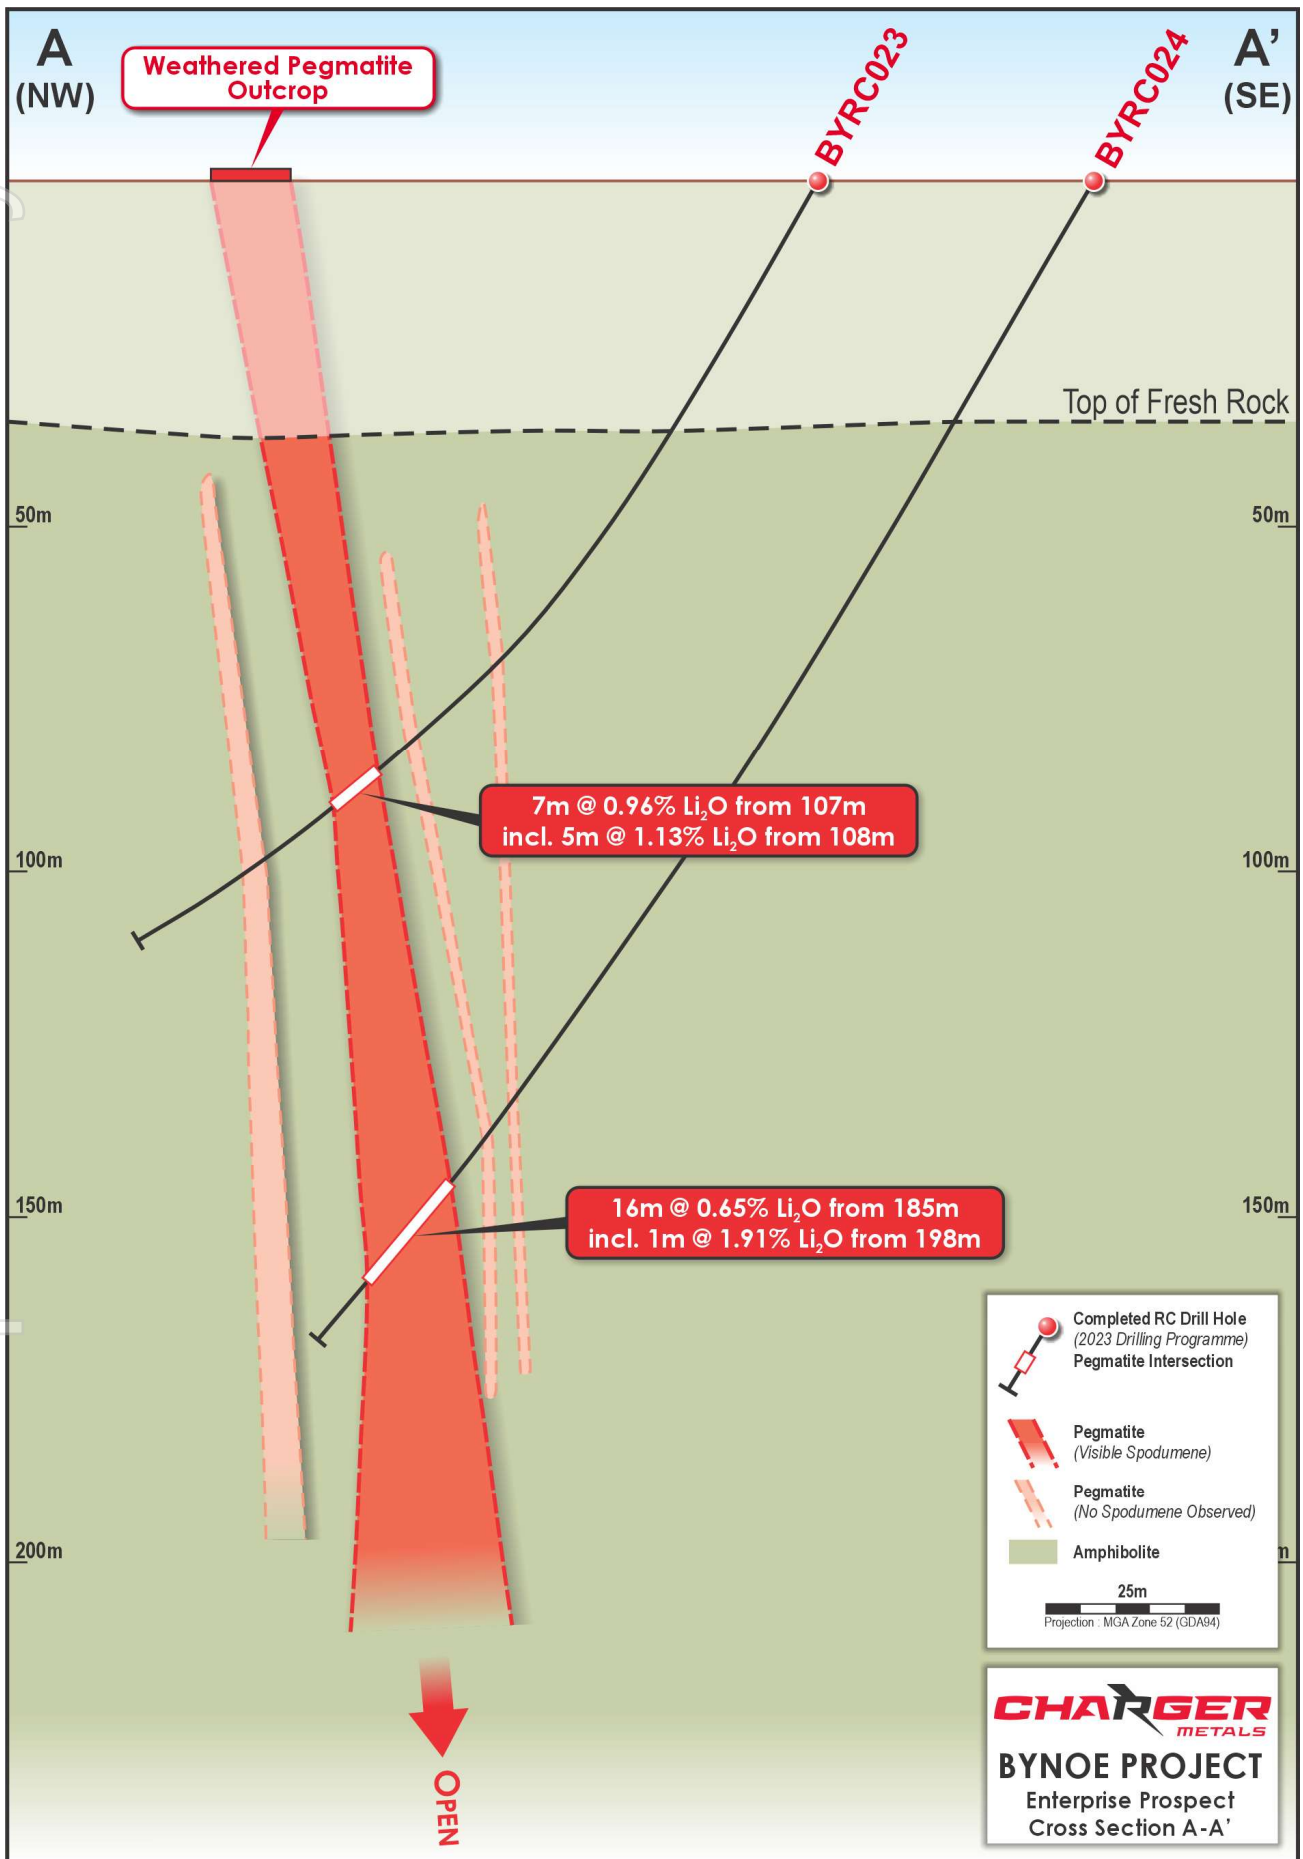 A
(NW)
Weathered Pegmatite
Outcrop
BYRC023
BYRC024
A’
(SE)
Top of Fresh Rock
50m
50m
7m @ 0.96% Li₂O from 107m
incl. 5m @ 1.13% Li₂O from 108m
100m
100m
150m
150m
16m @ 0.65% Li₂O from 185m
incl. 1m @ 1.91% Li₂O from 198m
200m
m
Completed RC Drill Hole
(2023 Drilling Programme)
Pegmatite Intersection
Pegmatite
(Visible Spodumene)
Pegmatite
(No Spodumene Observed)
Amphibolite
25m
Projection : MGA Zone 52 (GDA94)
OPEN
CHARGER
METALS
BYNOE PROJECT
Enterprise Prospect
Cross Section A-A’